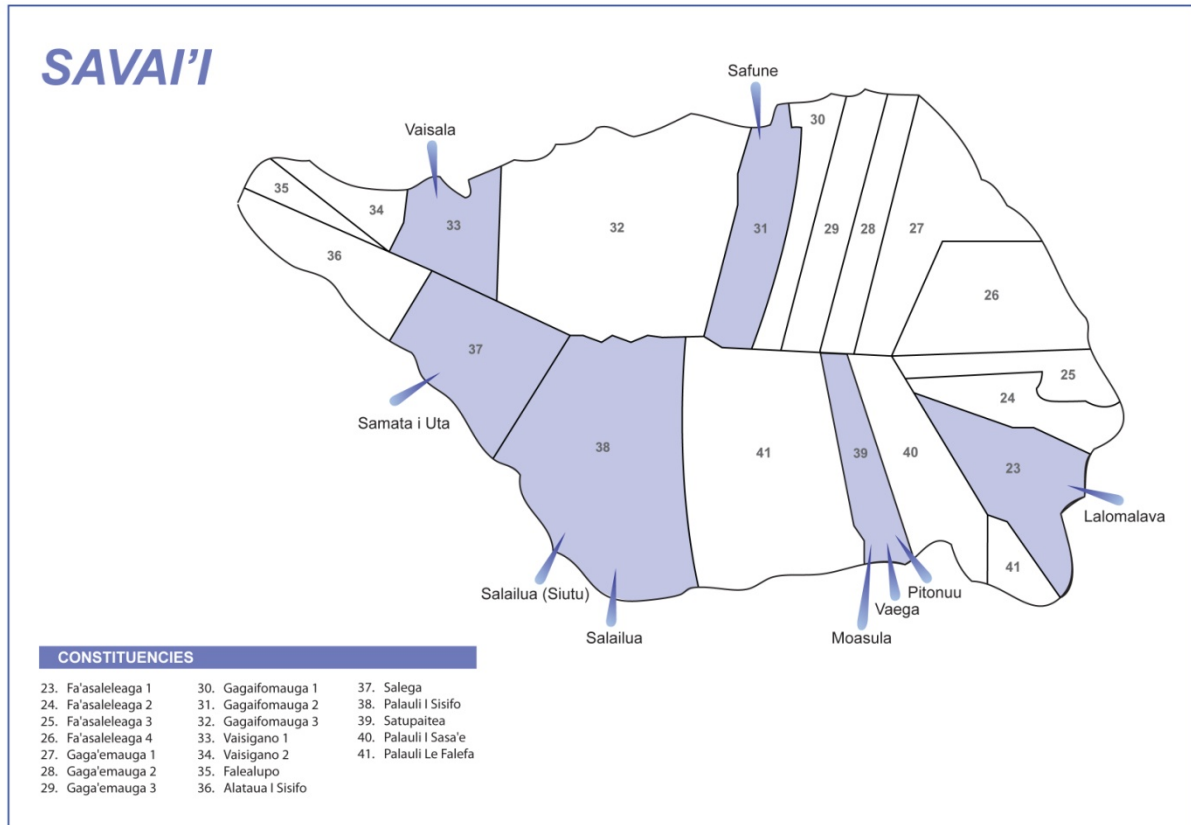 SAVAI'I
Safune
Vaisala
30
35
34
33
32
31
29
28
27
36
26
37
25
24
Samata i Uta
38
41
39
40
23
Lalomalava
41
Salailua (Siutu)
Pitonuu
Vaega
Salailua
Moasula
CONSTITUENCIES
23. Fa'asaleleaga 1
24. Fa'asaleleaga 2
25. Fa'asaleleaga 3
26. Fa'asaleleaga 4
27. Gaga'emauga 1
28. Gaga'emauga 2
29. Gaga'emauga 3
30. Gagaifomauga 1
31. Gagaifomauga 2
32. Gagaifomauga 3
33. Vaisigano 1
34. Vaisigano 2
35. Falealupo
36. Alataua I Sisifo
37. Salega
38. Palauli I Sisifo
39. Satupaitea
40. Palauli I Sasa'e
41. Palauli Le Falefa